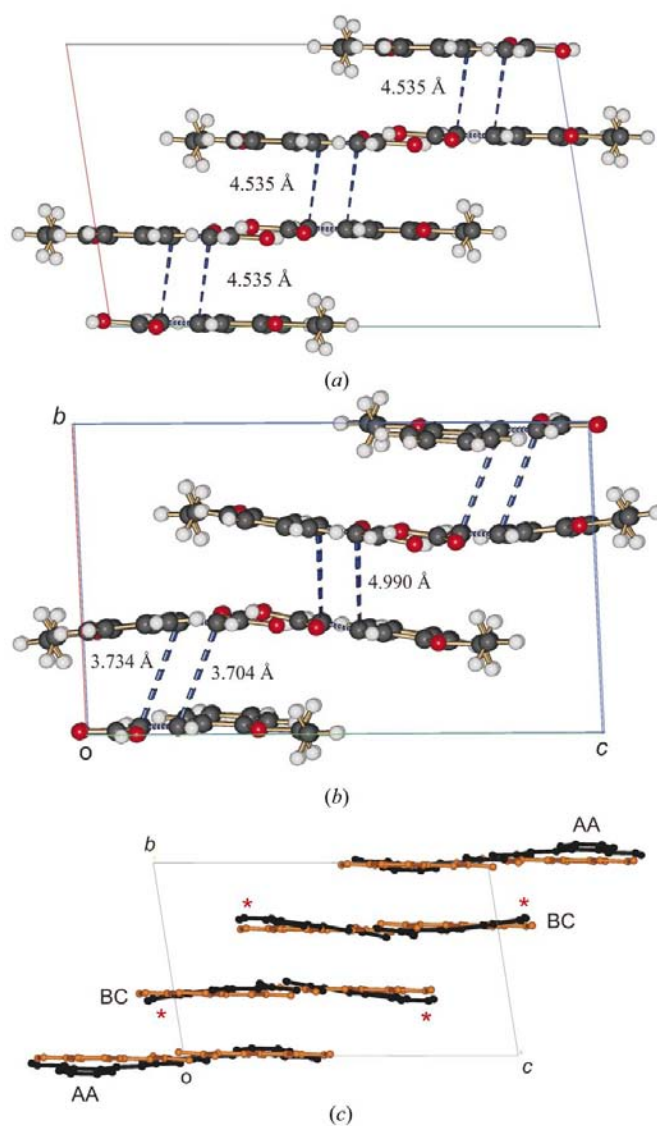 4.535 Å
4.535 Å
4.535 Å
(a)
b
4.990 Å
3.734 Å
3.704 Å
o
c
(b)
AA
b
*
*
BC
BC
*
*
o
c
AA
(c)